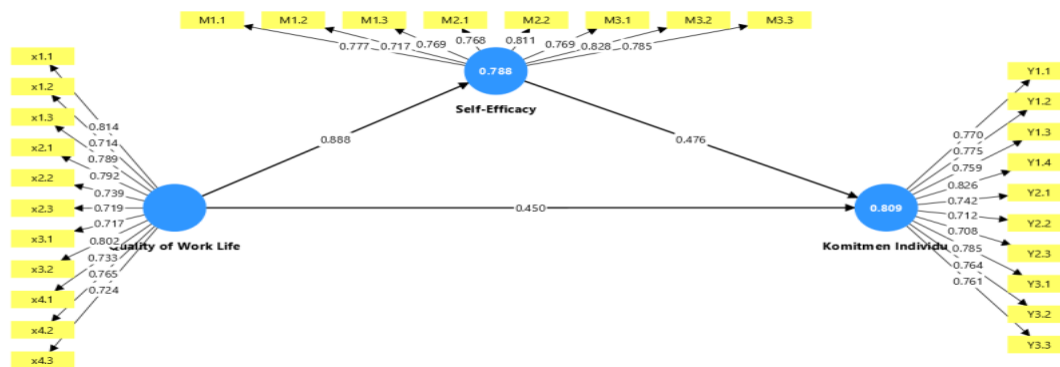 M1.1 M1.2 M1.3 M2.1 M2.2 M3.1 M3.2 M3.3
0.777 0.717 0.769 0.768 0.811 0.769 0.828 0.785
0.788
Self-Efficacy
x1.1
x1.2
x1.3
x2.1
x2.2
x2.3
x3.1
x3.2
x4.1
x4.2
x4.3
0.814
0.714
0.789
0.792
0.739
0.719
0.717
0.802
0.733
0.765
0.724
Quality of Work Life
0.888
0.476
0.450
0.809
Komitmen Individu
0.770
0.775
0.759
0.826
0.742
0.712
0.708
0.785
0.764
0.761
Y1.1
Y1.2
Y1.3
Y1.4
Y2.1
Y2.2
Y2.3
Y3.1
Y3.2
Y3.3